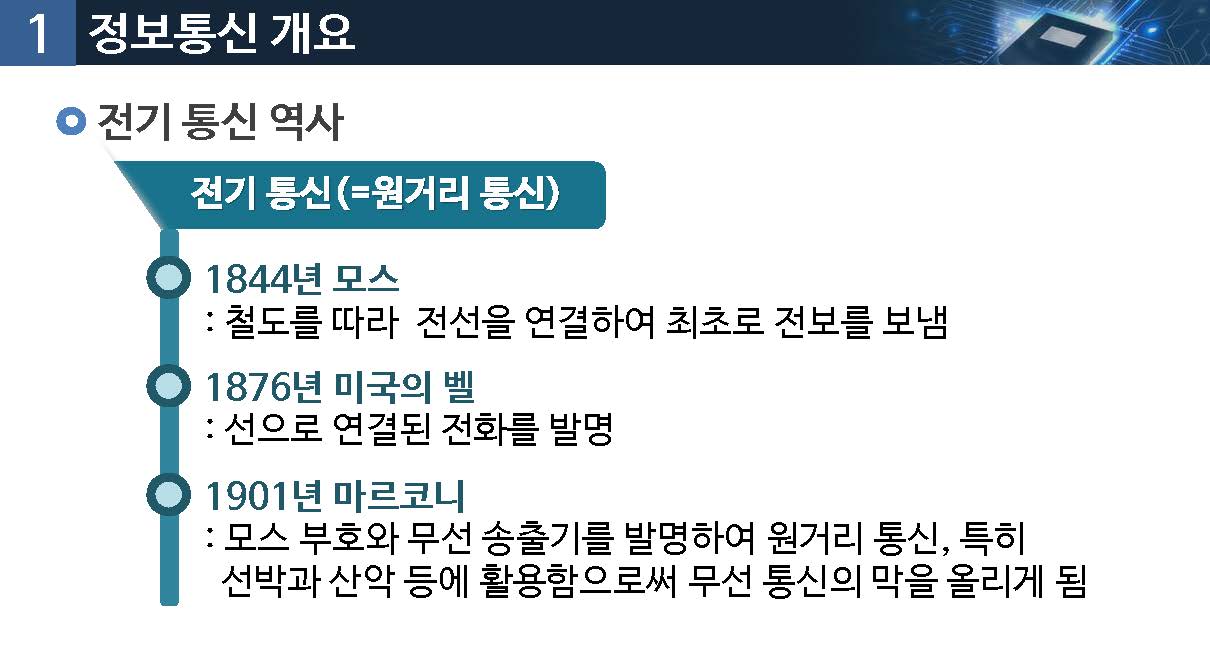 1 정보통신 개요
전기 통신 역사
전기 통신(=원거리 통신)
1844년 모스
: 철도를 따라 전선을 연결하여 최초로 전보를 보냄
1876년 미국의 벨
: 선으로 연결된 전화를 발명
1901년 마르코니
: 모스 부호와 무선 송출기를 발명하여 원거리 통신, 특히
선박과 산악 등에 활용함으로써 무선 통신의 막을 올리게 됨